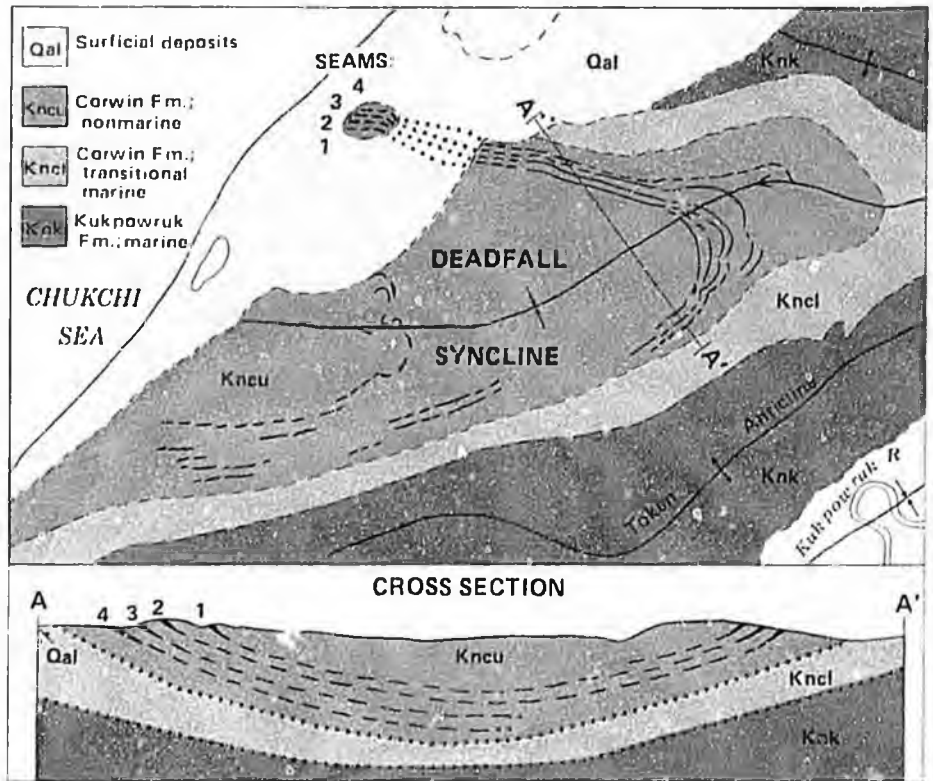 Qal Surficial deposits
Kncu Corwin Fm.;
nonmarine
Kncl Corwin Fm.;
transitional
marine
Knk Kukpowruk
Fm.; marine
SEAMS:
4
3
2
1
Qal
Knk
A
DEADFALL
SYNCLINE
CHUKCHI
SEA
Kncu
Kncl
A'
Tokun Anticline
Knk
Kukpowruk R
CROSS SECTION
A
4 3 2 1
A'
Qal
Kncu
Kncl
Knk